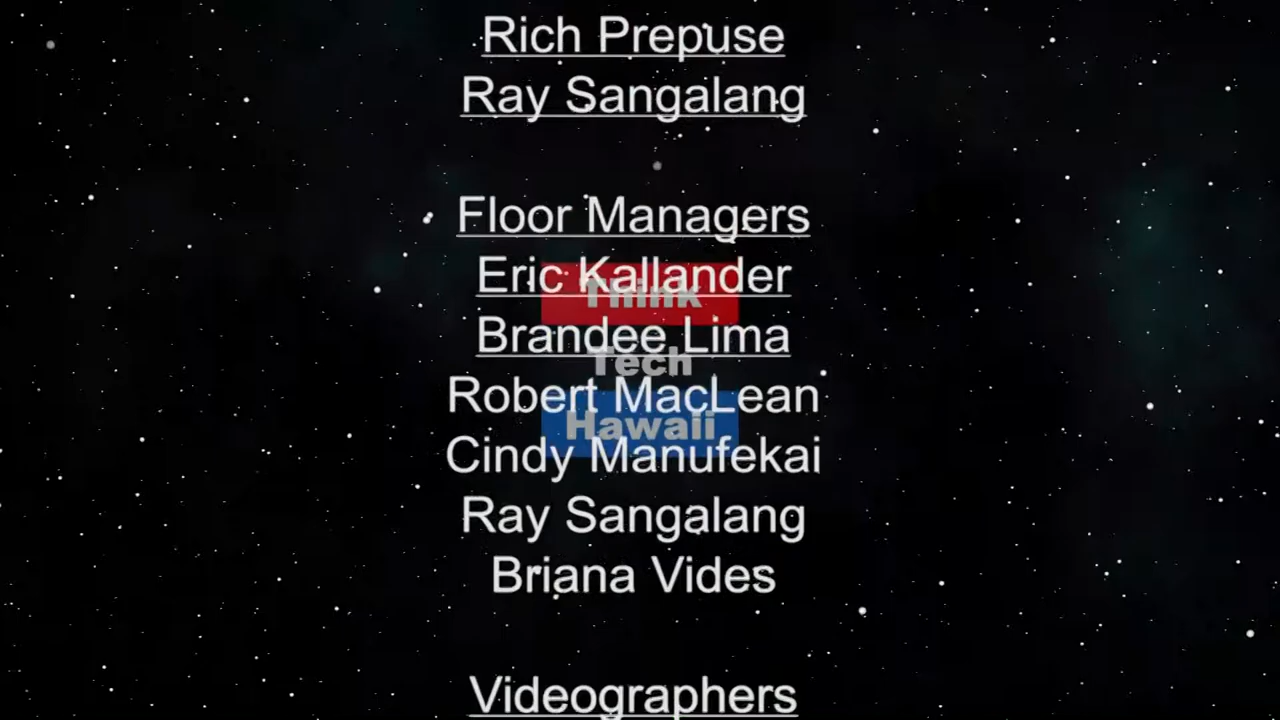 Rich Prepuse
Ray Sangalang
Floor Managers
Eric Kallander
Think
Brandee Lima
Tech
Robert MacLean
Hawaii
Cindy Manufekai
Ray Sangalang
Briana Vides
Videographers